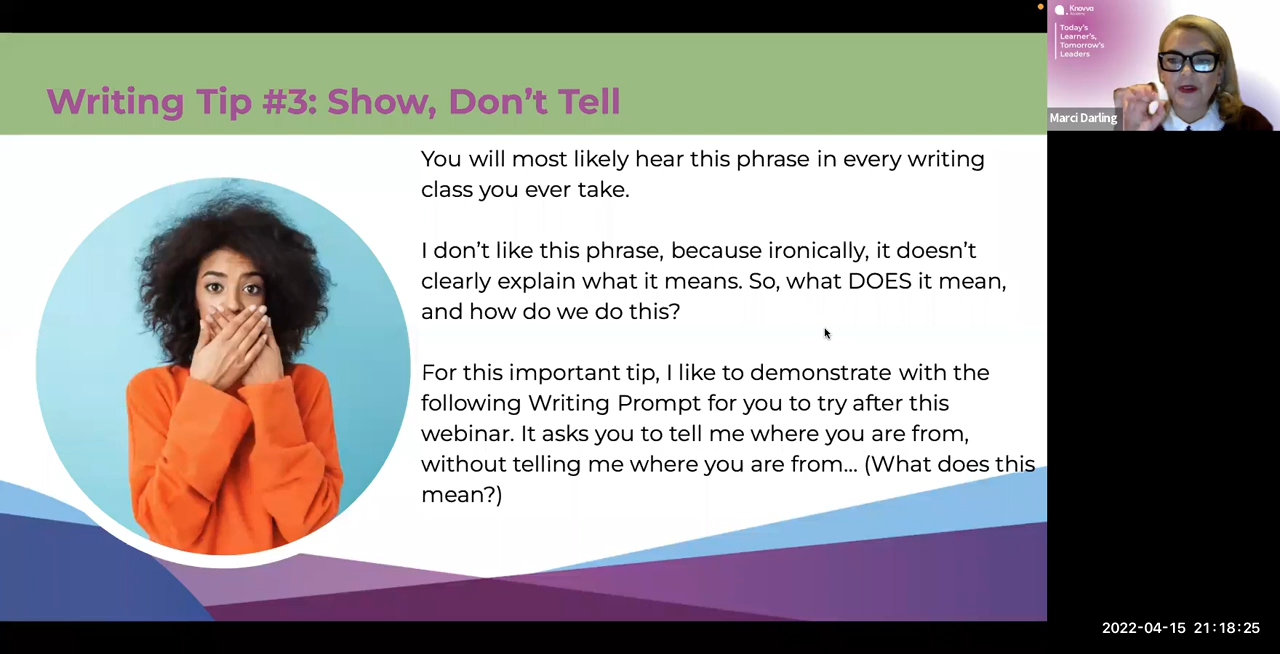 Writing Tip #3: Show, Don't Tell
You will most likely hear this phrase in every writing
class you ever take.
I don't like this phrase, because ironically, it doesn't
clearly explain what it means. So, what DOES it mean,
and how do we do this?
For this important tip, I like to demonstrate with the
following Writing Prompt for you to try after this
webinar. It asks you to tell me where you are from,
without telling me where you are from... (What does this
mean?)
Knovva
Academy
Today's
Learner's,
Tomorrow's
Leaders
Marci Darling
2022-04-15 21:18:25